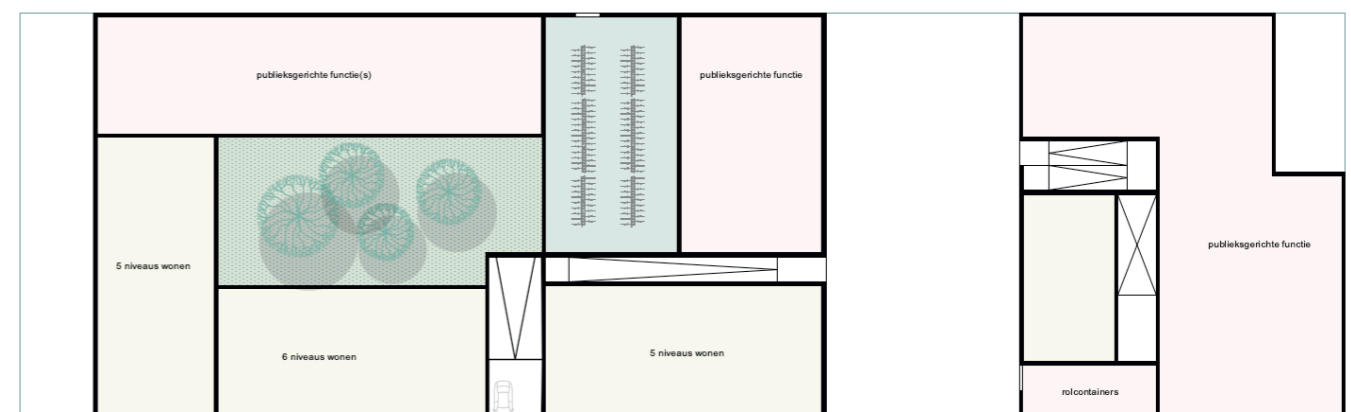 publieksgerichte functie(s)
publieksgerichte functie
publieksgerichte functie
5 niveaus wonen
6 niveaus wonen
5 niveaus wonen
rolcontainers